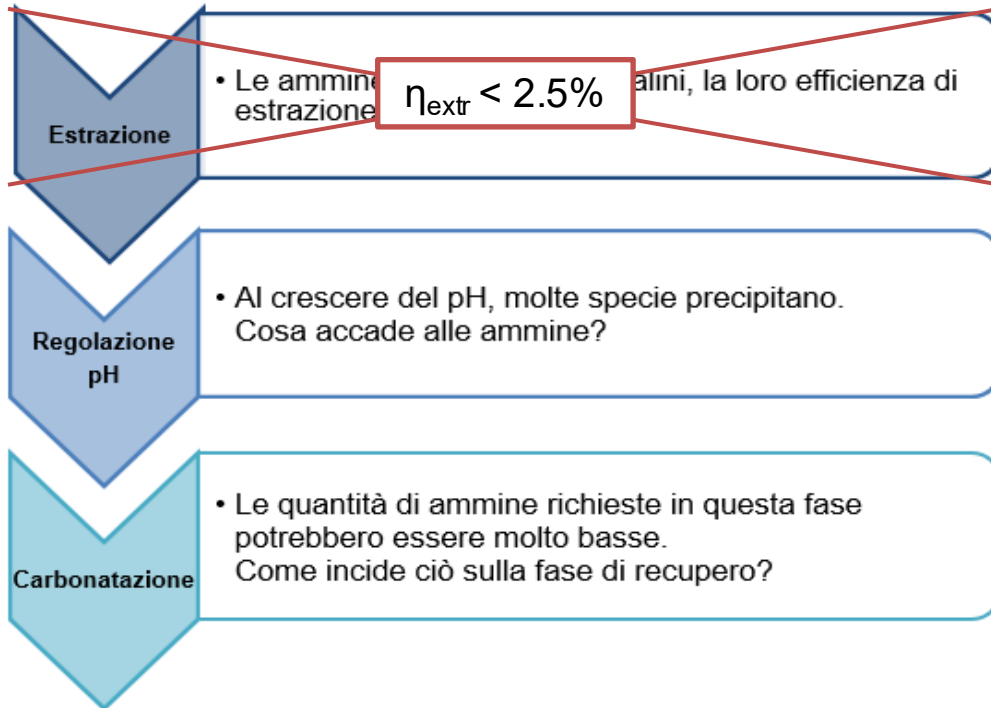 Estrazione
• Le ammine
alini, la loro efficienza di
estrazione
ηextr < 2.5%
Regolazione
pH
• Al crescere del pH, molte specie precipitano.
Cosa accade alle ammine?
Carbonatazione
• Le quantità di ammine richieste in questa fase
potrebbero essere molto basse.
Come incide ciò sulla fase di recupero?